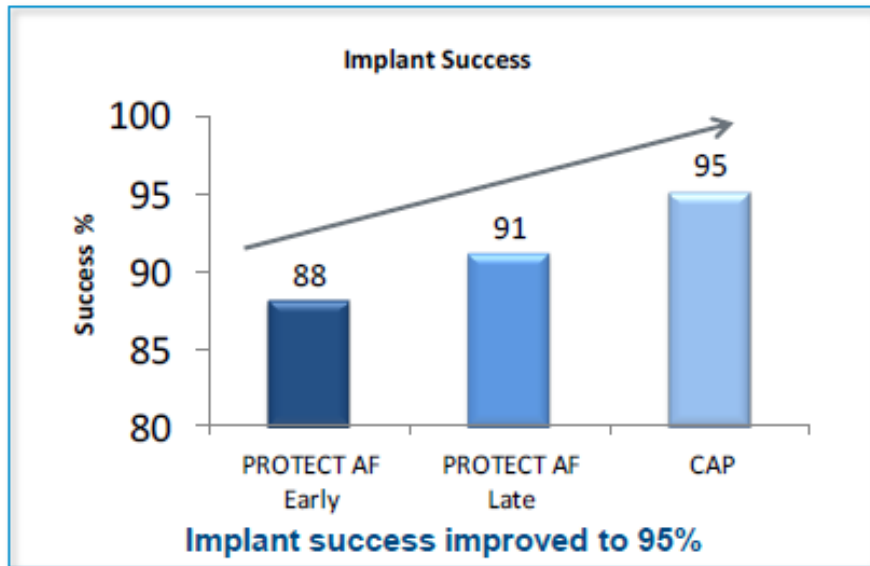 Implant Success
100
95
90
85
80
Success %
88
91
95
PROTECT AF
Early
PROTECT AF
Late
CAP
Implant success improved to 95%